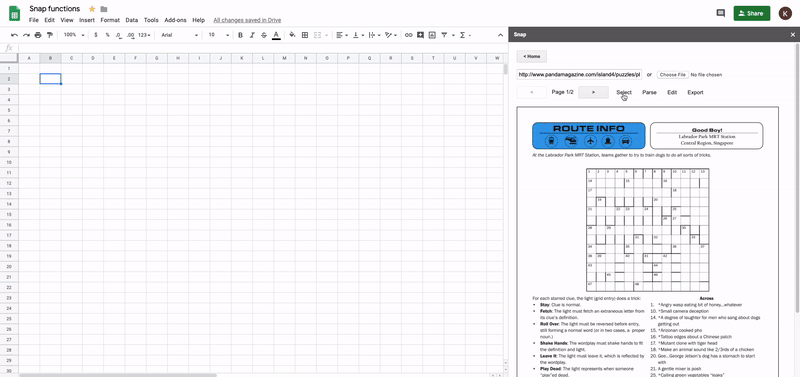 Snap functions
File Edit View Insert Format Data Tools Add-ons Help All changes saved in Drive
Share
K
100% $ % .0 .00 123 Arial 10 B I S A
fx
Snap
< Home
http://www.pandamagazine.com/island4/puzzles/pl or Choose File No file chosen
< Page 1/2 > Select Parse Edit Export
A B C D E F G H I J K L M N O P Q R S T U V W
1
2
3
4
5
6
7
8
9
10
11
12
13
14
15
16
17
18
19
20
21
22
23
24
25
26
27
28
29
30
ROUTE INFO
Good Boy!
Labrador Park MRT Station
Central Region, Singapore
At the Labrador Park MRT Station, teams gather to try to train dogs to do all sorts of tricks.
For each starred clue, the light (grid entry) does a trick:
• Stay: Clue is normal.
• Fetch: The light must fetch an extraneous letter from
its clue's definition.
• Roll Over: The light must be reversed before entry,
still forming a normal word (or in two cases, a proper
noun.)
• Shake Hands: The wordplay must shake hands to fit
the definition and light.
• Leave It: The light must leave it, which is reflected by
the wordplay.
• Play Dead: The light represents when someone
"play"ed dead.
Across
1. *Angry wasp eating bit of honey...whatever
10. *Small camera deception
14. *A degree of laughter for men who sang about dogs
getting out
15. *Arizonan cooked pho
16. *Tattoo edges about a Chinese patch
17. *Mutant clone with tiger head
18. *Make an animal sound like 2/3rds of a chicken
20. Gee...George Jetson's dog has a stomach to start
with
21. A gentle mixer is posh
25. *Calling green vegetables "leaks"